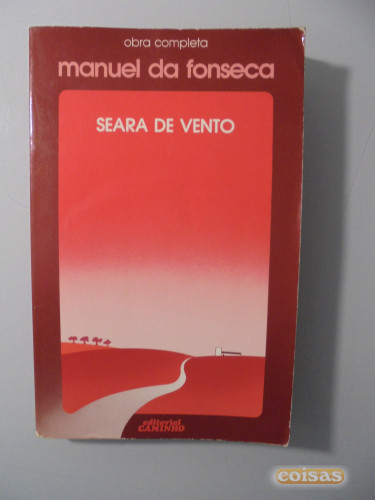 obra completa
manuel da fonseca
SEARA DE VENTO
editorial
CAMINHO
coisas